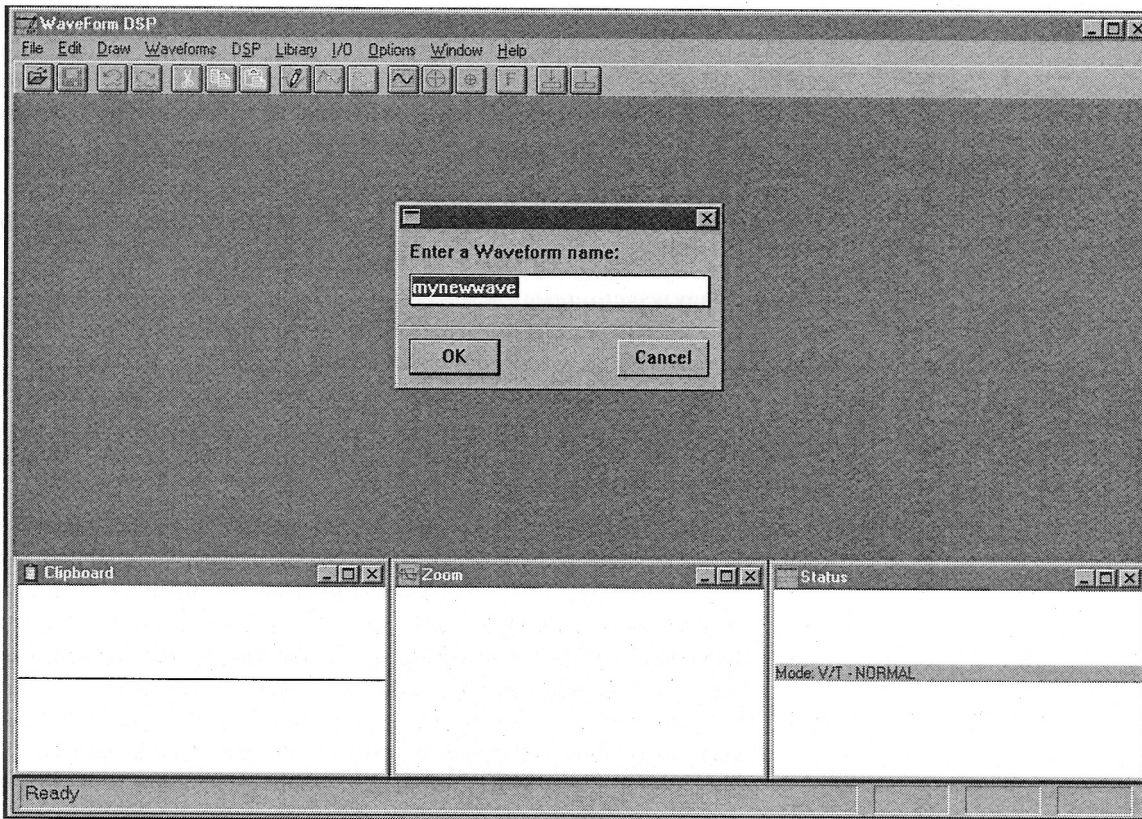 WaveForm DSP
File Edit Draw Waveforms DSP Library I/O Options Window Help
F
Enter a Waveform name:
mynewwave
OK Cancel
Clipboard Zoom Status
Mode: V/T - NORMAL
Ready